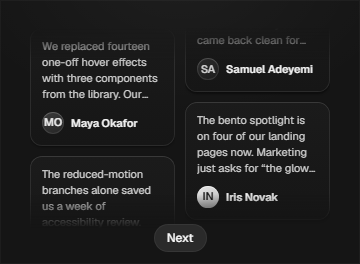 We replaced fourteen
one-off hover effects
with three components
from the library. Our…
MO Maya Okafor
The reduced-motion
branches alone saved
us a week of
accessibility review.
came back clean for…
SA Samuel Adeyemi
The bento spotlight is
on four of our landing
pages now. Marketing
just asks for “the glow…
IN Iris Novak
Next